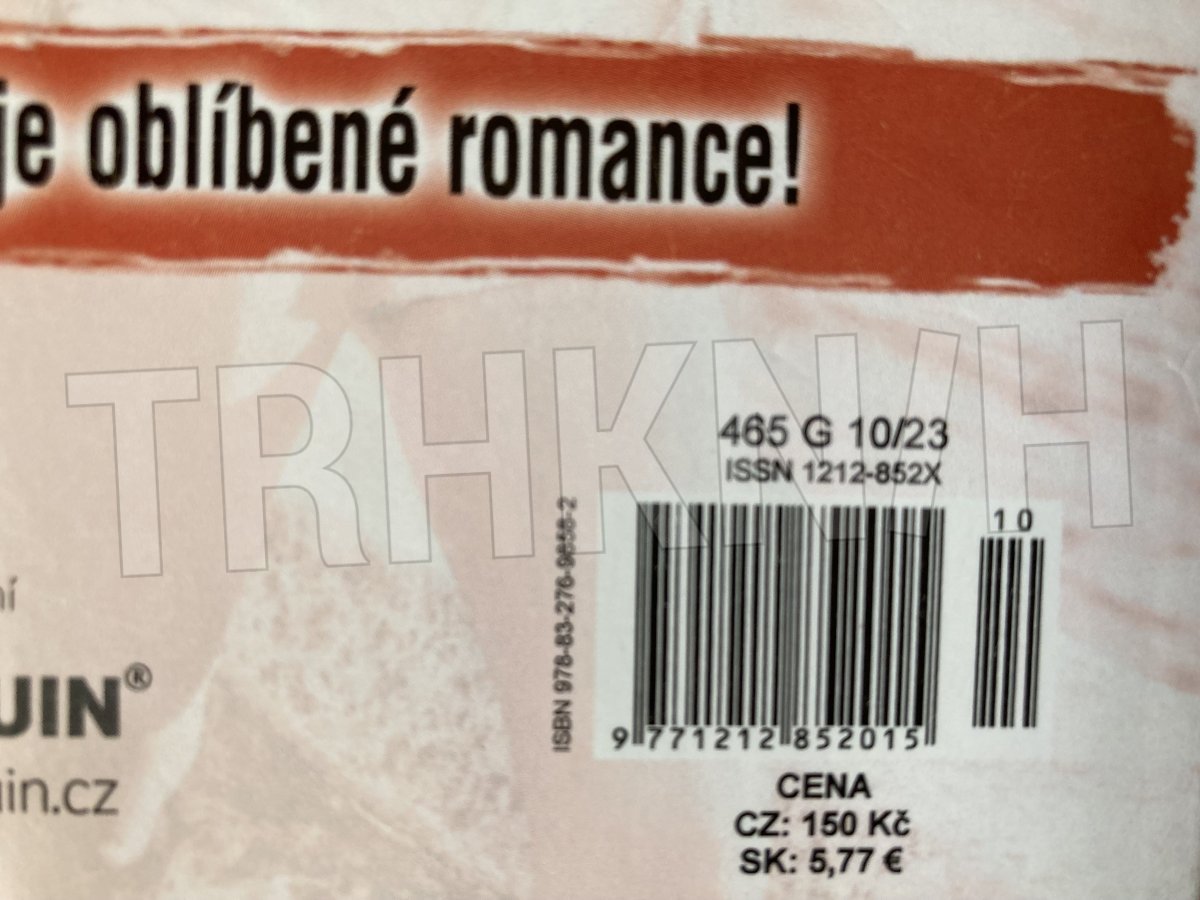 je oblíbené romance!
TRHKNIH
465 G 10/23
ISSN 1212-852X
10
ISBN 978-83-276-9858-2
ní
9 771212 852015
UIN®
uin.cz
CENA
CZ: 150 Kč
SK: 5,77 €